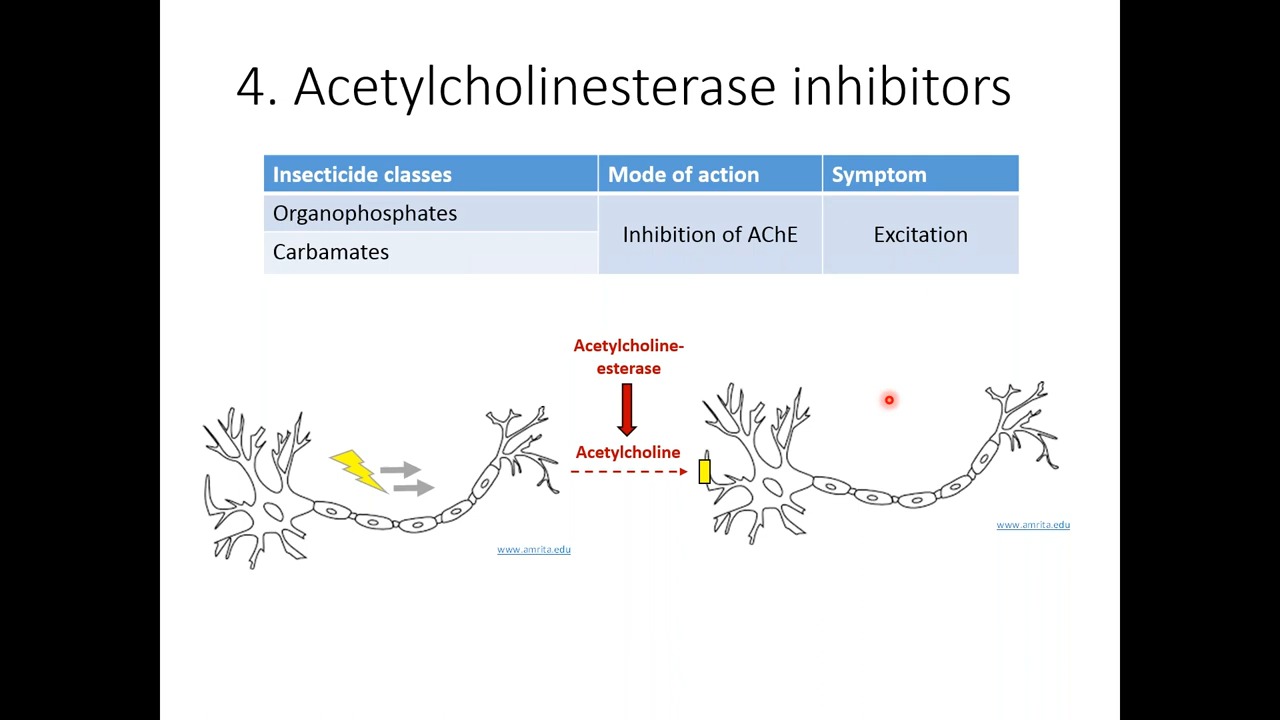 4. Acetylcholinesterase inhibitors
Insecticide classes
Mode of action
Symptom
Organophosphates
Carbamates
Inhibition of AChE
Excitation
Acetylcholine-
esterase
Acetylcholine
www.amrita.edu
www.amrita.edu